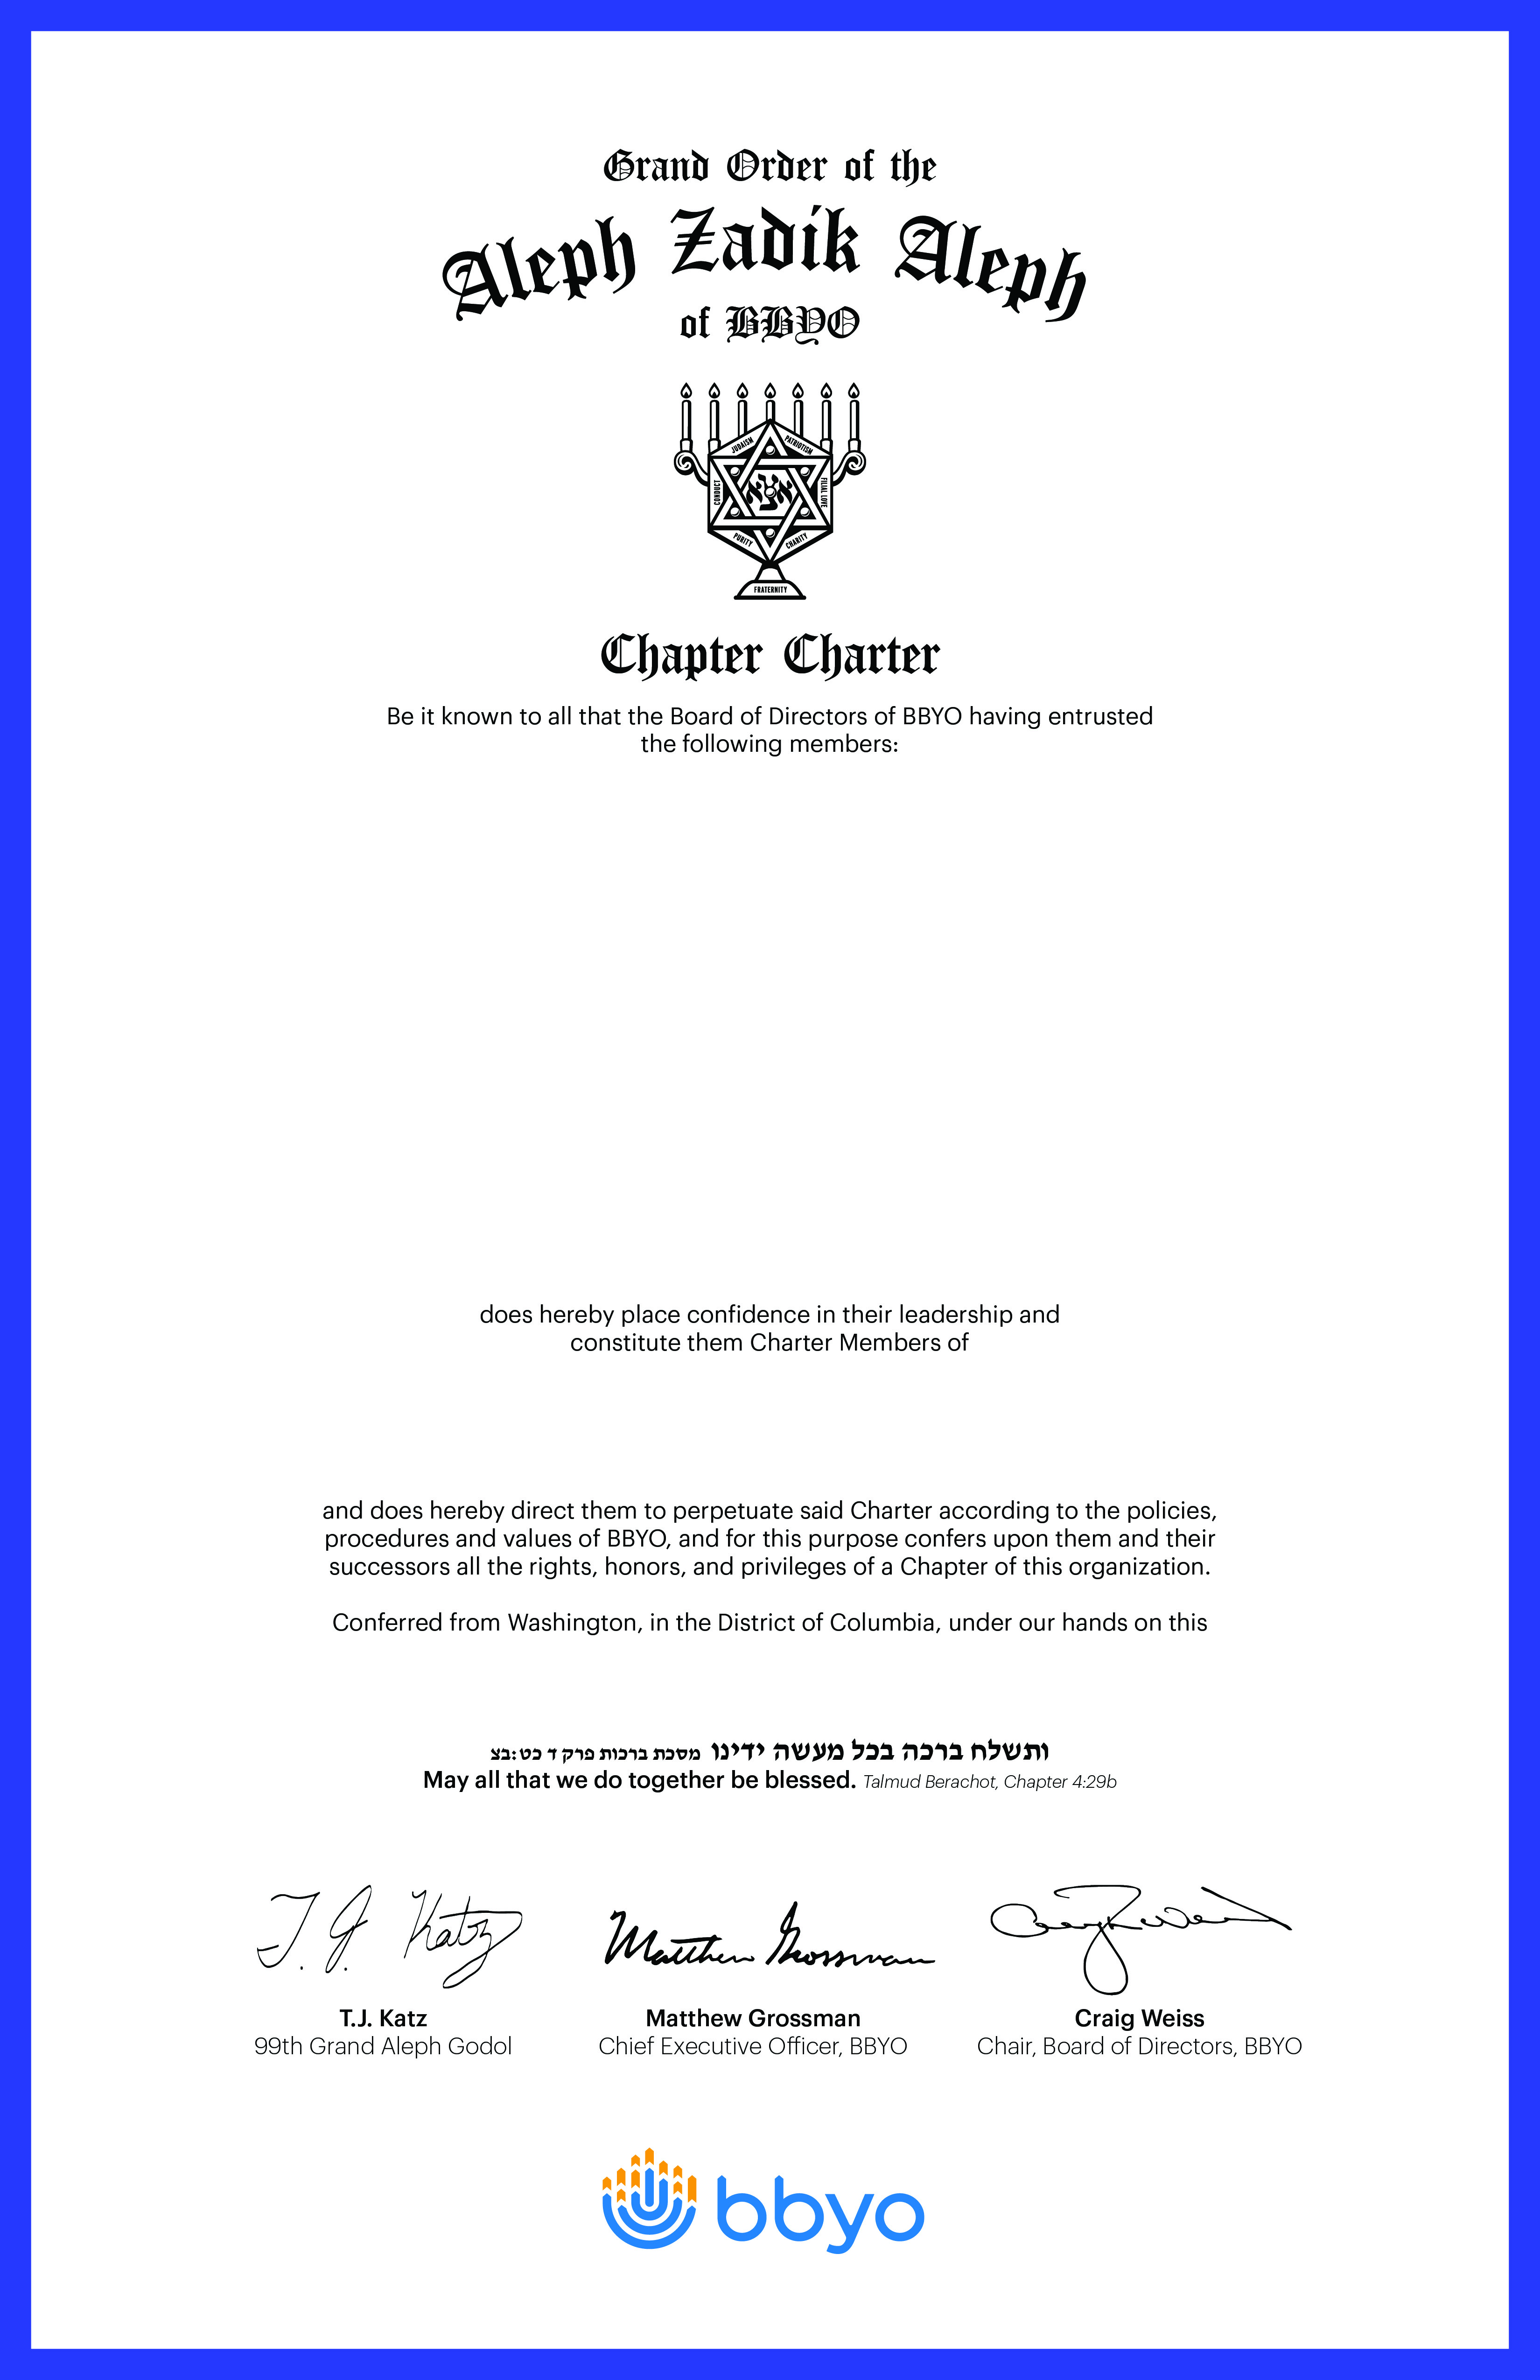 Grand Order of the
Aleph Zadik Aleph
of BBYO
JUDAISM
PATRIOTISM
CONDUCT
אצא
FILIAL LOVE
PURITY
CHARITY
FRATERNITY
Chapter Charter
Be it known to all that the Board of Directors of BBYO having entrusted
the following members:
does hereby place confidence in their leadership and
constitute them Charter Members of
and does hereby direct them to perpetuate said Charter according to the policies,
procedures and values of BBYO, and for this purpose confers upon them and their
successors all the rights, honors, and privileges of a Chapter of this organization.
Conferred from Washington, in the District of Columbia, under our hands on this
ותשלח ברכה בכל מעשה ידינו מסכת ברכות פרק ד כט:בצ
May all that we do together be blessed. Talmud Berachot, Chapter 4:29b
T. J. Katz
Matthew Grossman
Craig Weiss
T.J. Katz
99th Grand Aleph Godol
Matthew Grossman
Chief Executive Officer, BBYO
Craig Weiss
Chair, Board of Directors, BBYO
bbyo